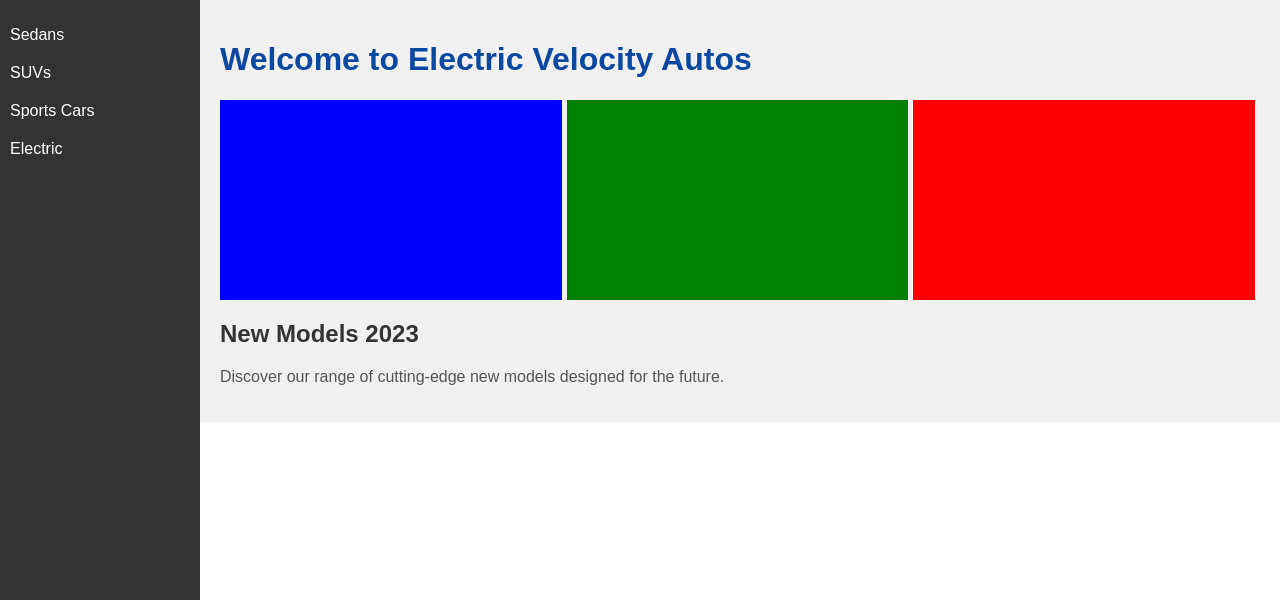 Sedans
SUVs
Sports Cars
Electric
Welcome to Electric Velocity Autos
New Models 2023
Discover our range of cutting-edge new models designed for the future.